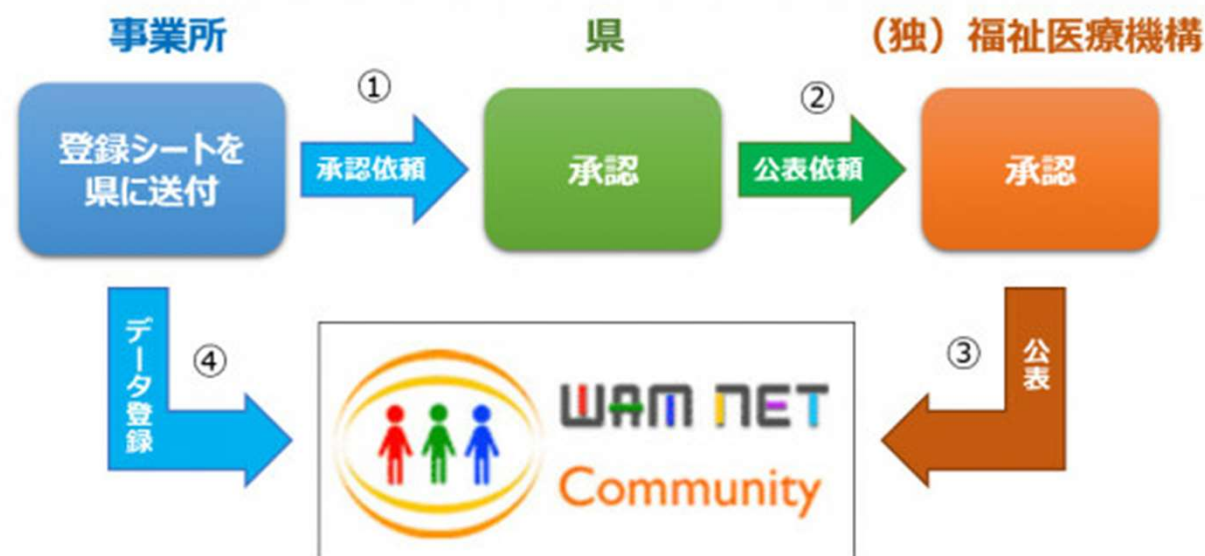 事業所
県
（独）福祉医療機構
登録シートを
県に送付
①
承認依頼
承認
②
公表依頼
承認
データ登録
④
WAM NET
Community
③
公表